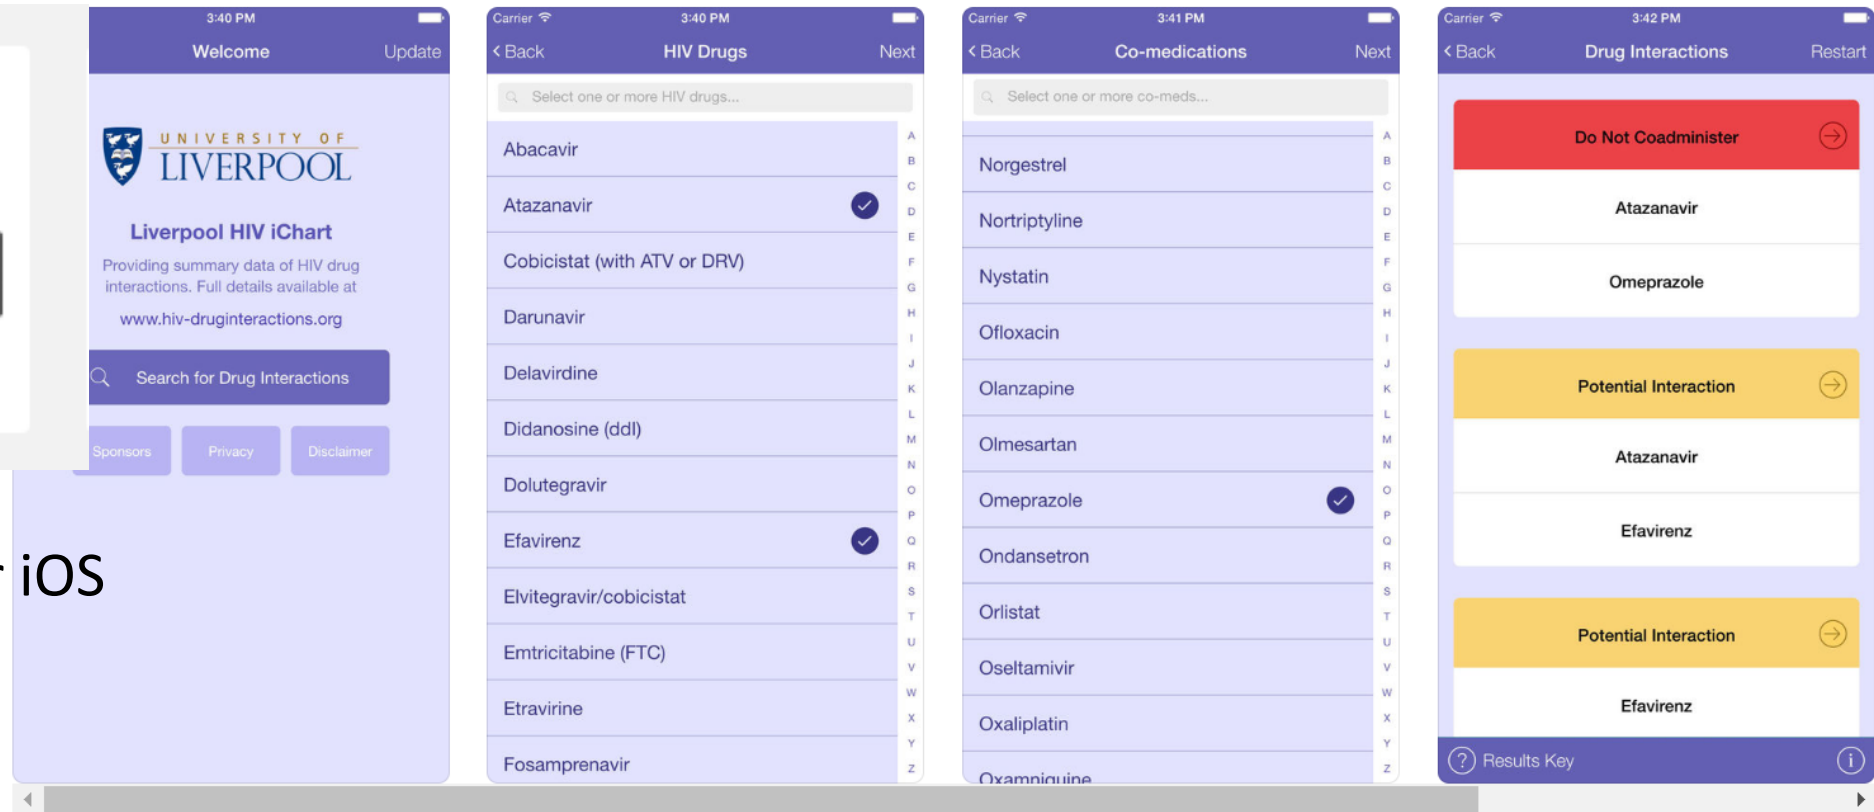 3:40 PM
Welcome
Update
UNIVERSITY OF
LIVERPOOL
Liverpool HIV iChart
Providing summary data of HIV drug
interactions. Full details available at
www.hiv-druginteractions.org
Search for Drug Interactions
Sponsors
Privacy
Disclaimer
iOS
Carrier
3:40 PM
Back
HIV Drugs
Next
Select one or more HIV drugs...
Abacavir
Atazanavir
Cobicistat (with ATV or DRV)
Darunavir
Delavirdine
Didanosine (ddI)
Dolutegravir
Efavirenz
Elvitegravir/cobicistat
Emtricitabine (FTC)
Etravirine
Fosamprenavir
A
B
C
D
E
F
G
H
I
J
K
L
M
N
O
P
Q
R
S
T
U
V
W
X
Y
Z
Carrier
3:41 PM
Back
Co-medications
Next
Select one or more co-meds...
Norgestrel
Nortriptyline
Nystatin
Ofloxacin
Olanzapine
Olmesartan
Omeprazole
Ondansetron
Orlistat
Oseltamivir
Oxaliplatin
Oxamniquine
A
B
C
D
E
F
G
H
I
J
K
L
M
N
O
P
Q
R
S
T
U
V
W
X
Y
Z
Carrier
3:42 PM
Back
Drug Interactions
Restart
Do Not Coadminister
Atazanavir
Omeprazole
Potential Interaction
Atazanavir
Efavirenz
Potential Interaction
Efavirenz
? Results Key
i